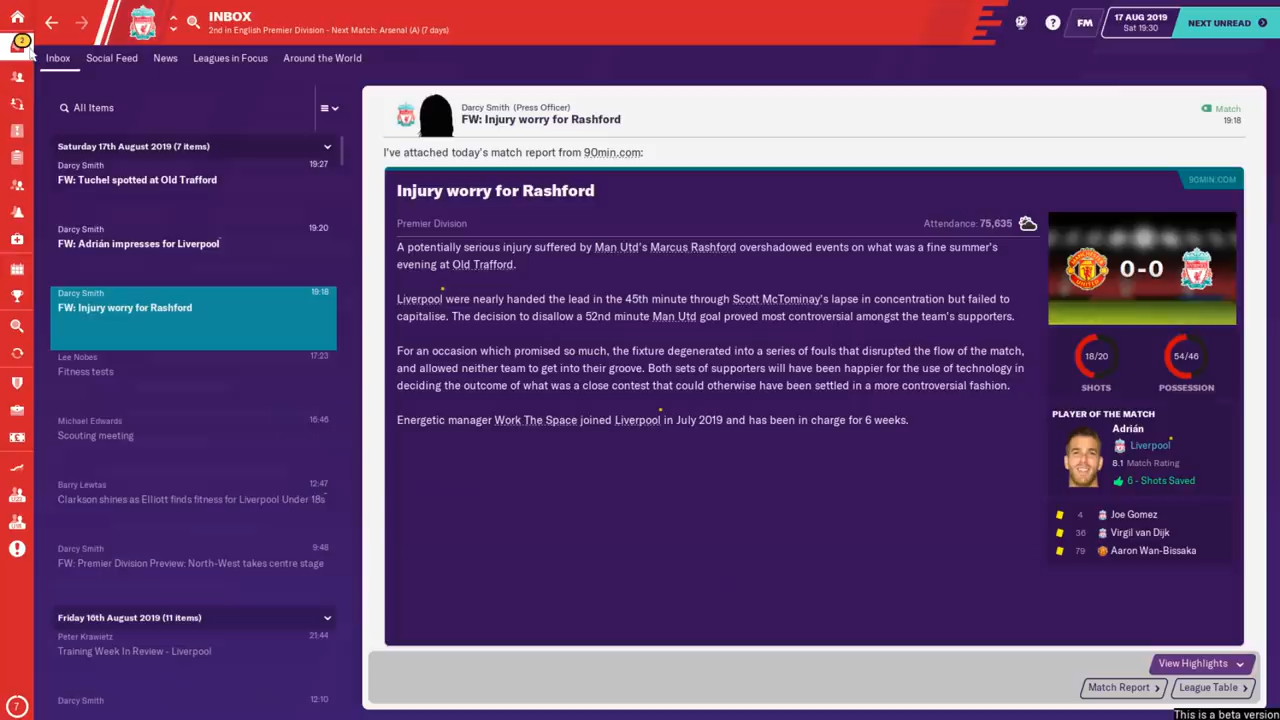 INBOX
2nd in English Premier Division - Next Match: Arsenal (A) (7 days)
FM
17 AUG 2019
Sat 19:30
NEXT UNREAD
2
Inbox
Social Feed
News
Leagues in Focus
Around the World
All Items
Saturday 17th August 2019 (7 items)
Darcy Smith
19:27
FW: Tuchel spotted at Old Trafford
Darcy Smith
19:20
FW: Adrián impresses for Liverpool
Darcy Smith
19:18
FW: Injury worry for Rashford
Lee Nobes
17:23
Fitness tests
Michael Edwards
16:46
Scouting meeting
Barry Lewtas
12:47
Clarkson shines as Elliott finds fitness for Liverpool Under 18s
Darcy Smith
9:48
FW: Premier Division Preview: North-West takes centre stage
Friday 16th August 2019 (11 items)
Peter Krawietz
21:44
Training Week In Review - Liverpool
Darcy Smith
12:10
7
Darcy Smith (Press Officer)
FW: Injury worry for Rashford
Match
19:18
I've attached today's match report from 90min.com:
90MIN.COM
Injury worry for Rashford
Premier Division
Attendance: 75,635
A potentially serious injury suffered by Man Utd's Marcus Rashford overshadowed events on what was a fine summer's
evening at Old Trafford.
Liverpool were nearly handed the lead in the 45th minute through Scott McTominay's lapse in concentration but failed to
capitalise. The decision to disallow a 52nd minute Man Utd goal proved most controversial amongst the team's supporters.
For an occasion which promised so much, the fixture degenerated into a series of fouls that disrupted the flow of the match,
and allowed neither team to get into their groove. Both sets of supporters will have been happier for the use of technology in
deciding the outcome of what was a close contest that could otherwise have been settled in a more controversial fashion.
Energetic manager Work The Space joined Liverpool in July 2019 and has been in charge for 6 weeks.
0-0
18/20
54/46
SHOTS
POSSESSION
PLAYER OF THE MATCH
Adrián
Liverpool
8.1 Match Rating
6 - Shots Saved
4 Joe Gomez
36 Virgil van Dijk
79 Aaron Wan-Bissaka
View Highlights
Match Report
League Table
This is a beta version